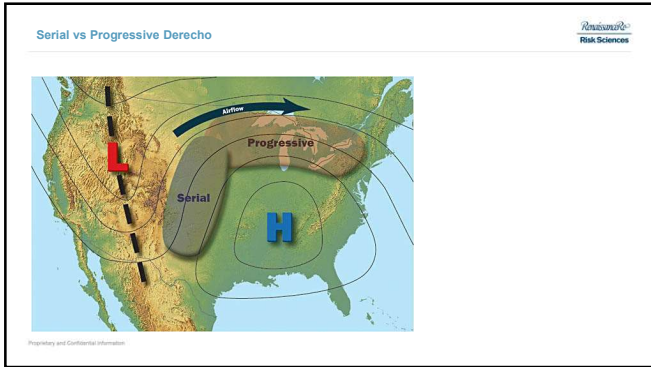 Serial vs Progressive Derecho
RenaissanceRe
Risk Sciences
Airflow
Progressive
L
Serial
H
Proprietary and Confidential Information